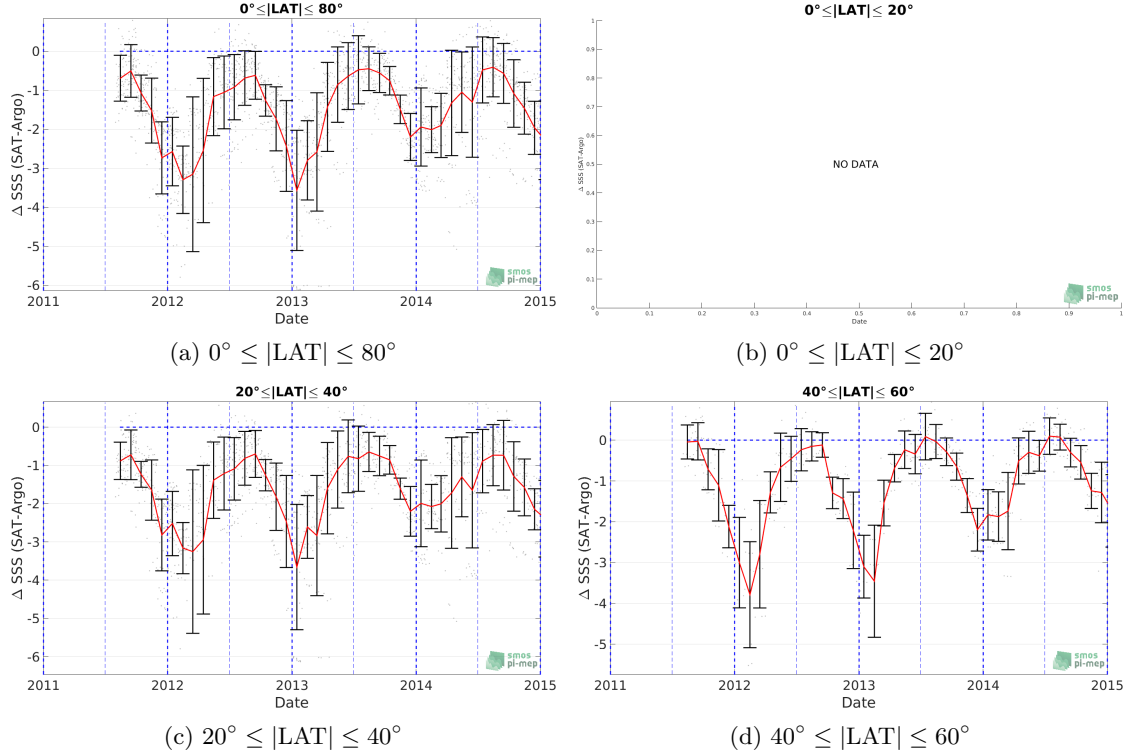 0°≤|LAT|≤ 80°
Δ SSS (SAT-Argo)
0
-1
-2
-3
-4
-5
-6
2011
2012
2013
2014
2015
Date
smos
pi-mep
(a) 0° ≤ |LAT| ≤ 80°
0°≤|LAT|≤ 20°
Δ SSS (SAT-Argo)
1
0.9
0.8
0.7
0.6
0.5
0.4
0.3
0.2
0.1
0
NO DATA
0
0.1
0.2
0.3
0.4
0.5
0.6
0.7
0.8
0.9
1
Date
smos
pi-mep
(b) 0° ≤ |LAT| ≤ 20°
20°≤|LAT|≤ 40°
Δ SSS (SAT-Argo)
0
-1
-2
-3
-4
-5
-6
2011
2012
2013
2014
2015
Date
smos
pi-mep
(c) 20° ≤ |LAT| ≤ 40°
40°≤|LAT|≤ 60°
Δ SSS (SAT-Argo)
0
-1
-2
-3
-4
-5
2011
2012
2013
2014
2015
Date
smos
pi-mep
(d) 40° ≤ |LAT| ≤ 60°